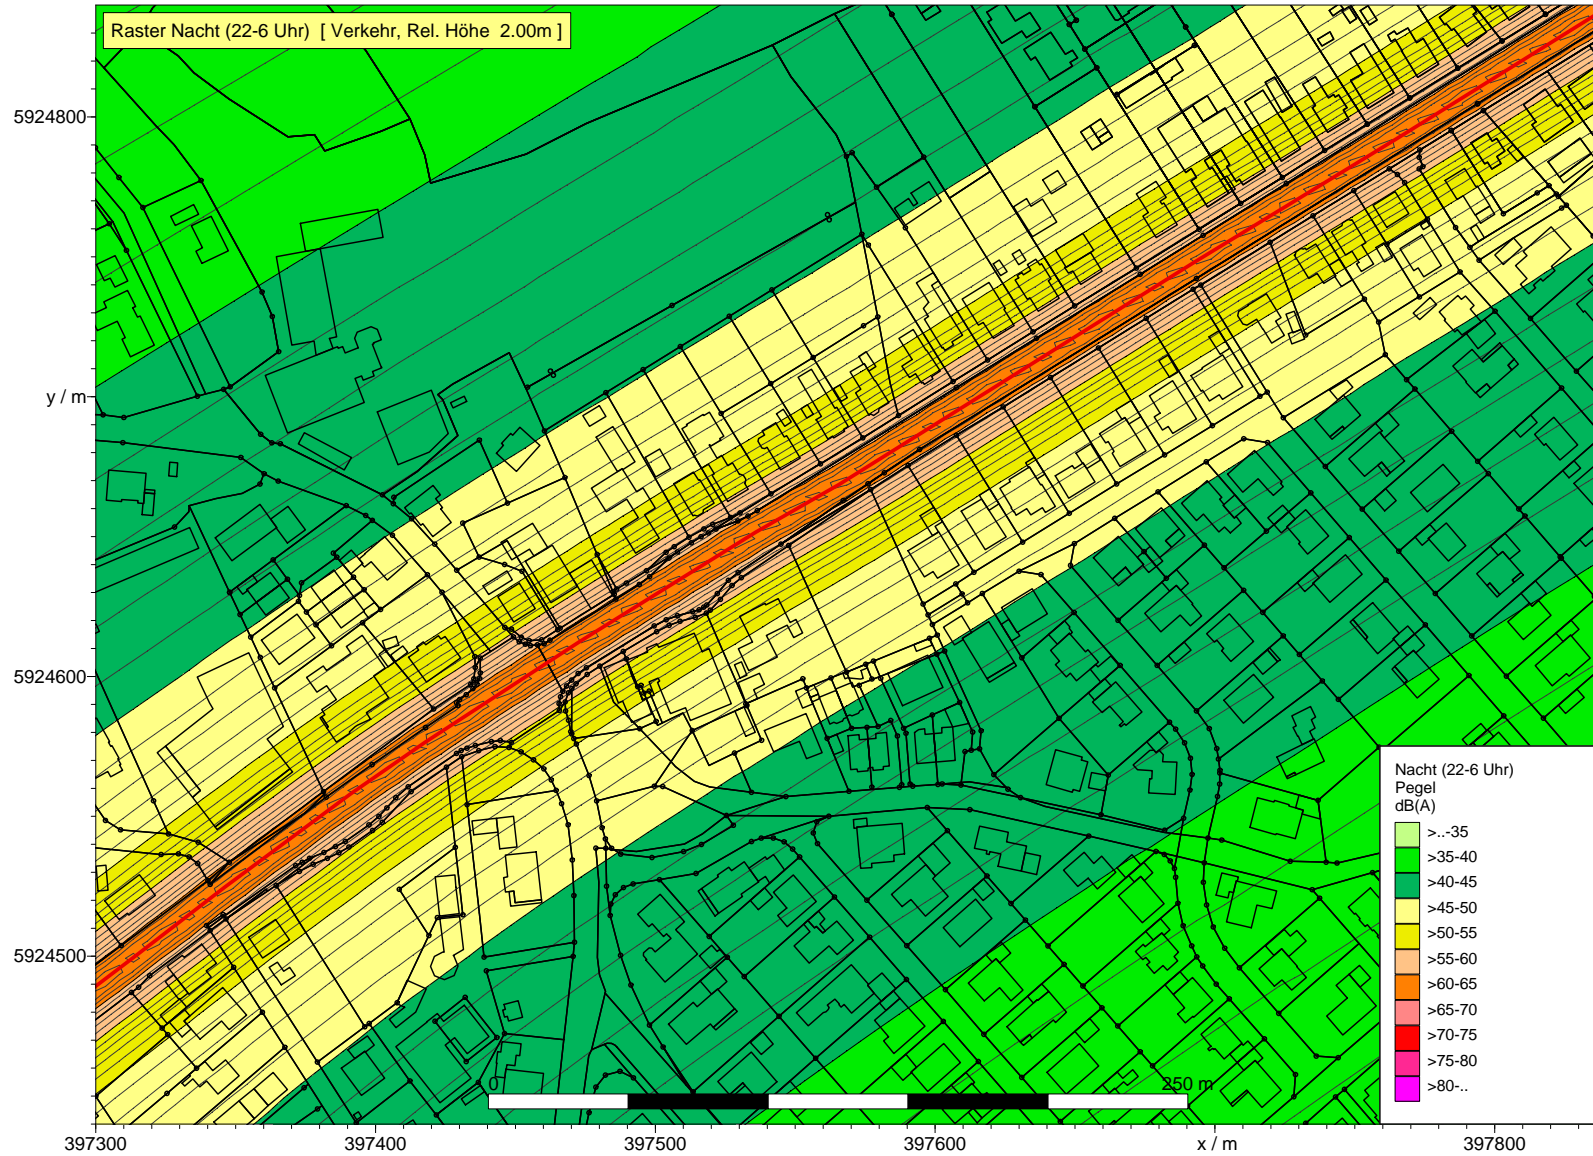 Raster Nacht (22-6 Uhr) [ Verkehr, Rel. Höhe 2.00m ]
5924800
y / m
5924600
5924500
Nacht (22-6 Uhr)
Pegel
dB(A)
>..-35
>35-40
>40-45
>45-50
>50-55
>55-60
>60-65
>65-70
>70-75
>75-80
>80-..
0 250 m
397300 397400 397500 397600 x / m 397800